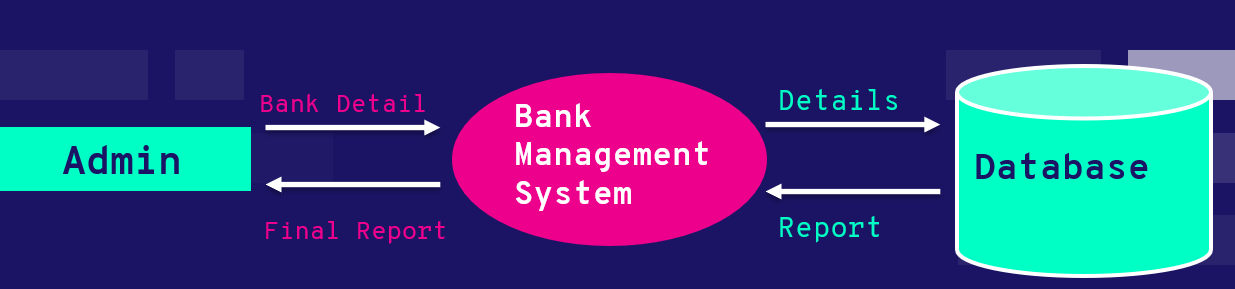 Bank Detail
Details
Admin
Bank
Management
System
Database
Final Report
Report